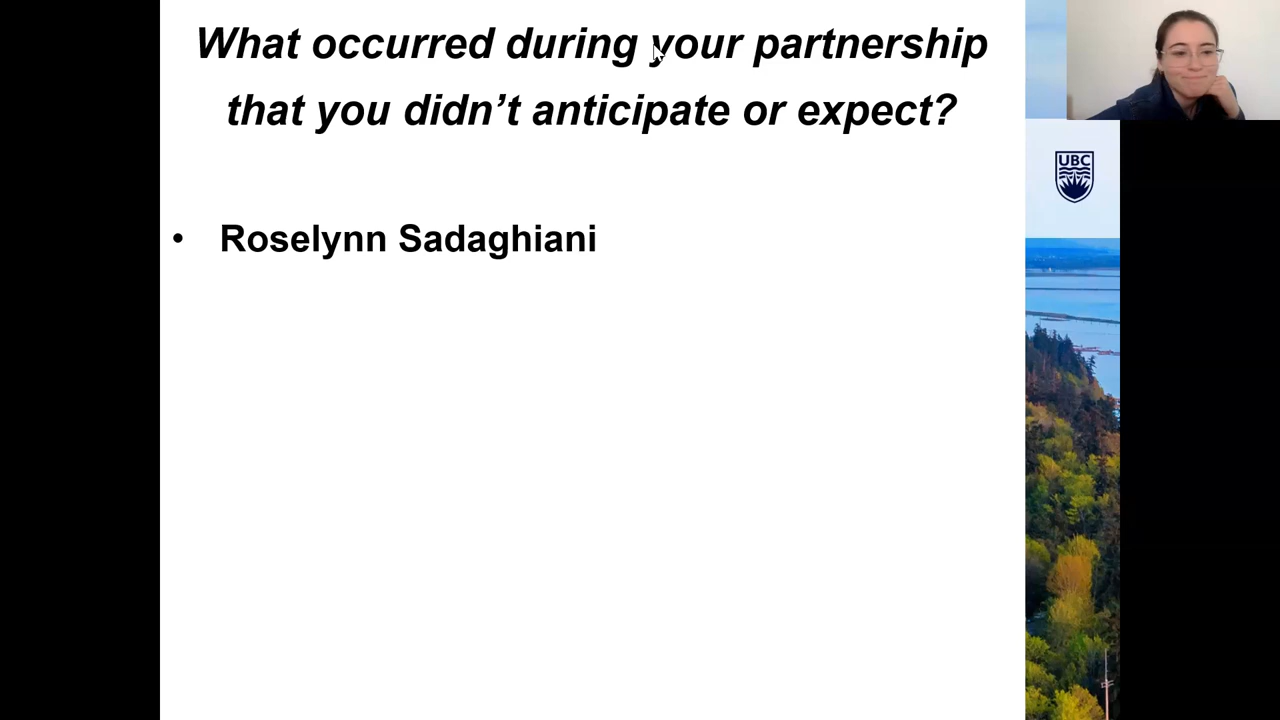 What occurred during your partnership
that you didn’t anticipate or expect?
UBC
• Roselynn Sadaghiani